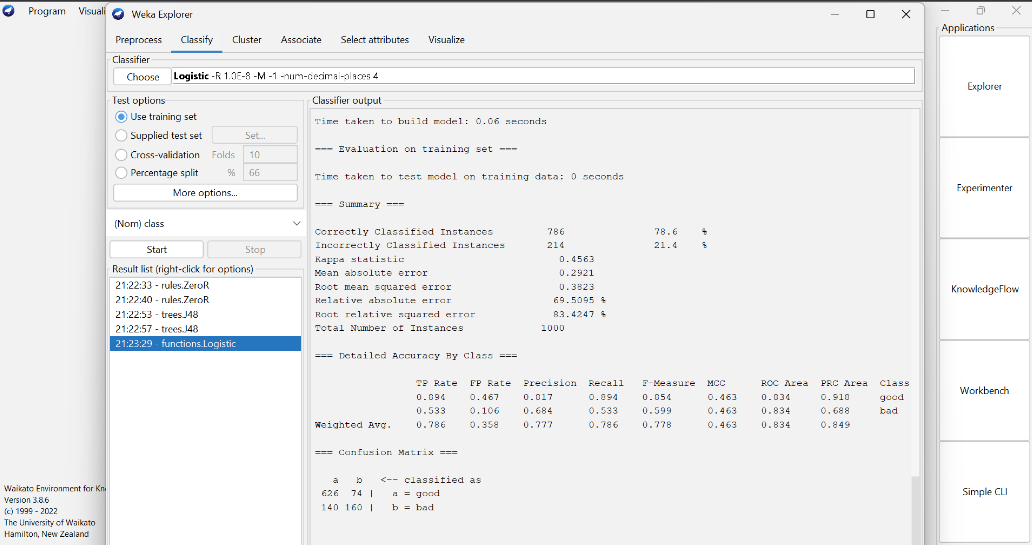 Program Visuali
Weka Explorer
Preprocess Classify Cluster Associate Select attributes Visualize
Classifier
Choose Logistic -R 1.0E-8 -M -1 -num-decimal-places 4
Test options
Use training set
Supplied test set Set...
Cross-validation Folds 10
Percentage split % 66
More options...
(Nom) class
Start Stop
Result list (right-click for options)
21:22:33 - rules.ZeroR
21:22:40 - rules.ZeroR
21:22:53 - trees.J48
21:22:57 - trees.J48
21:23:29 - functions.Logistic
Classifier output
Time taken to build model: 0.06 seconds
=== Evaluation on training set ===
Time taken to test model on training data: 0 seconds
=== Summary ===
Correctly Classified Instances 786 78.6 %
Incorrectly Classified Instances 214 21.4 %
Kappa statistic 0.4563
Mean absolute error 0.2921
Root mean squared error 0.3823
Relative absolute error 69.5095 %
Root relative squared error 83.4247 %
Total Number of Instances 1000
=== Detailed Accuracy By Class ===
TP Rate FP Rate Precision Recall F-Measure MCC ROC Area PRC Area Class
0.894 0.467 0.817 0.894 0.854 0.463 0.834 0.918 good
0.533 0.106 0.684 0.533 0.599 0.463 0.834 0.688 bad
Weighted Avg. 0.786 0.358 0.777 0.786 0.778 0.463 0.834 0.849
=== Confusion Matrix ===
a b <-- classified as
626 74 | a = good
140 160 | b = bad
Applications
Explorer
Experimenter
KnowledgeFlow
Workbench
Simple CLI
Waikato Environment for Kn
Version 3.8.6
(c) 1999 - 2022
The University of Waikato
Hamilton, New Zealand